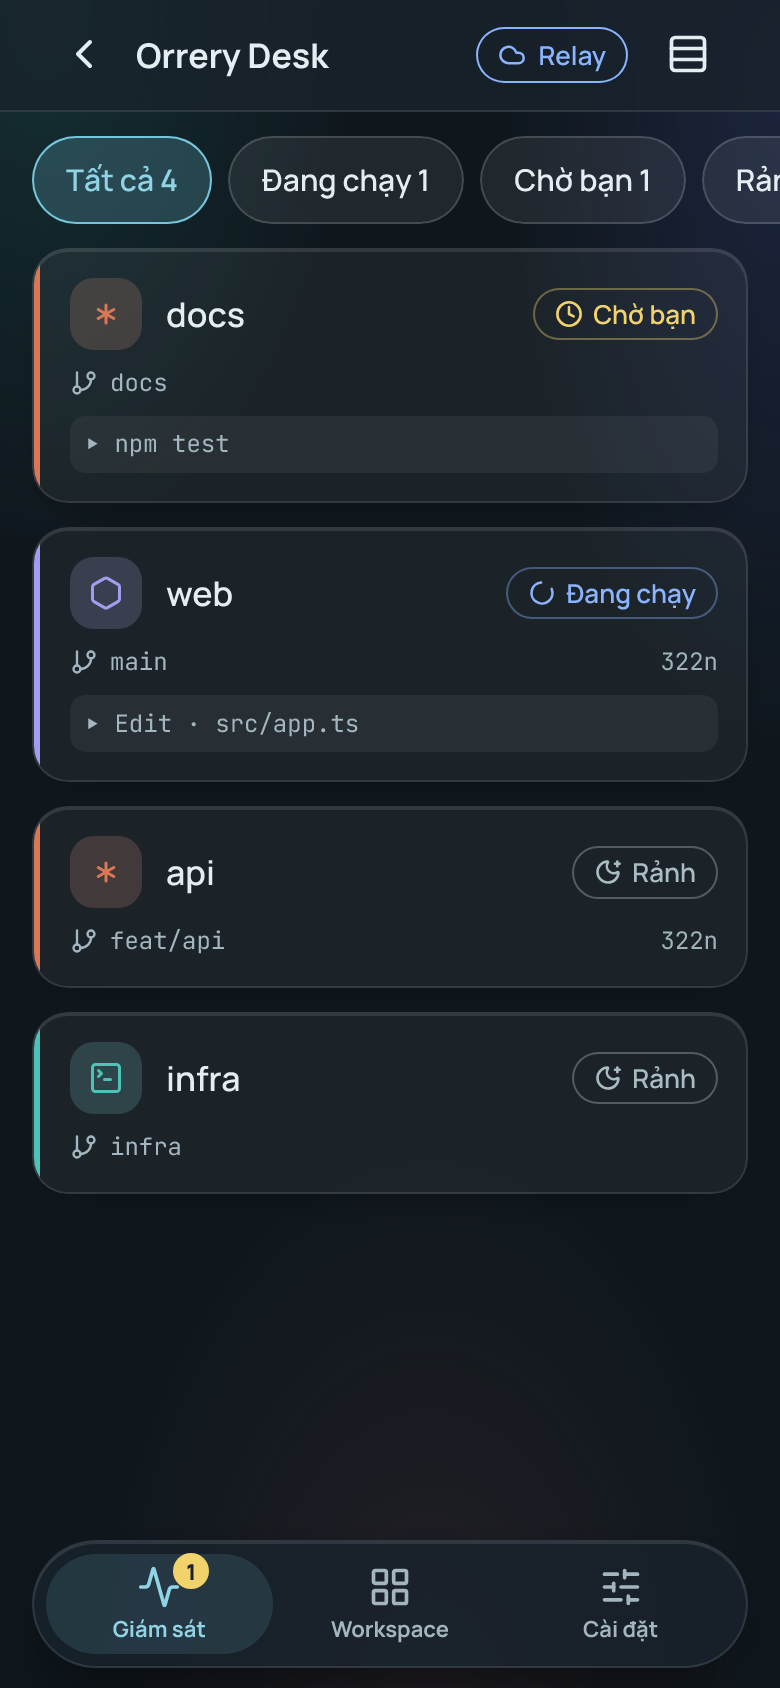 Orrery Desk
Relay
Tất cả 4
Đang chạy 1
Chờ bạn 1
docs
Chờ bạn
docs
npm test
web
Đang chạy
main
322n
Edit · src/app.ts
api
Rảnh
feat/api
322n
infra
Rảnh
infra
1
Giám sát
Workspace
Cài đặt